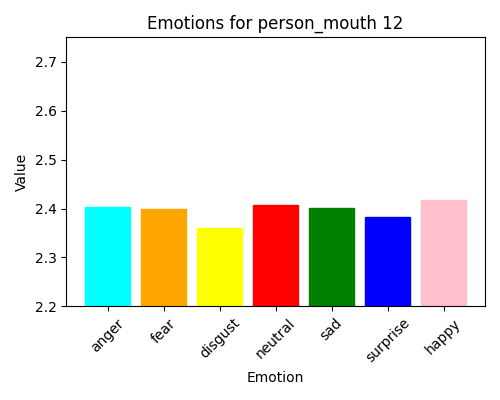 Emotions for person_mouth 12
2.7
2.6
2.5
2.4
2.3
2.2
Value
anger
fear
disgust
neutral
sad
surprise
happy
Emotion